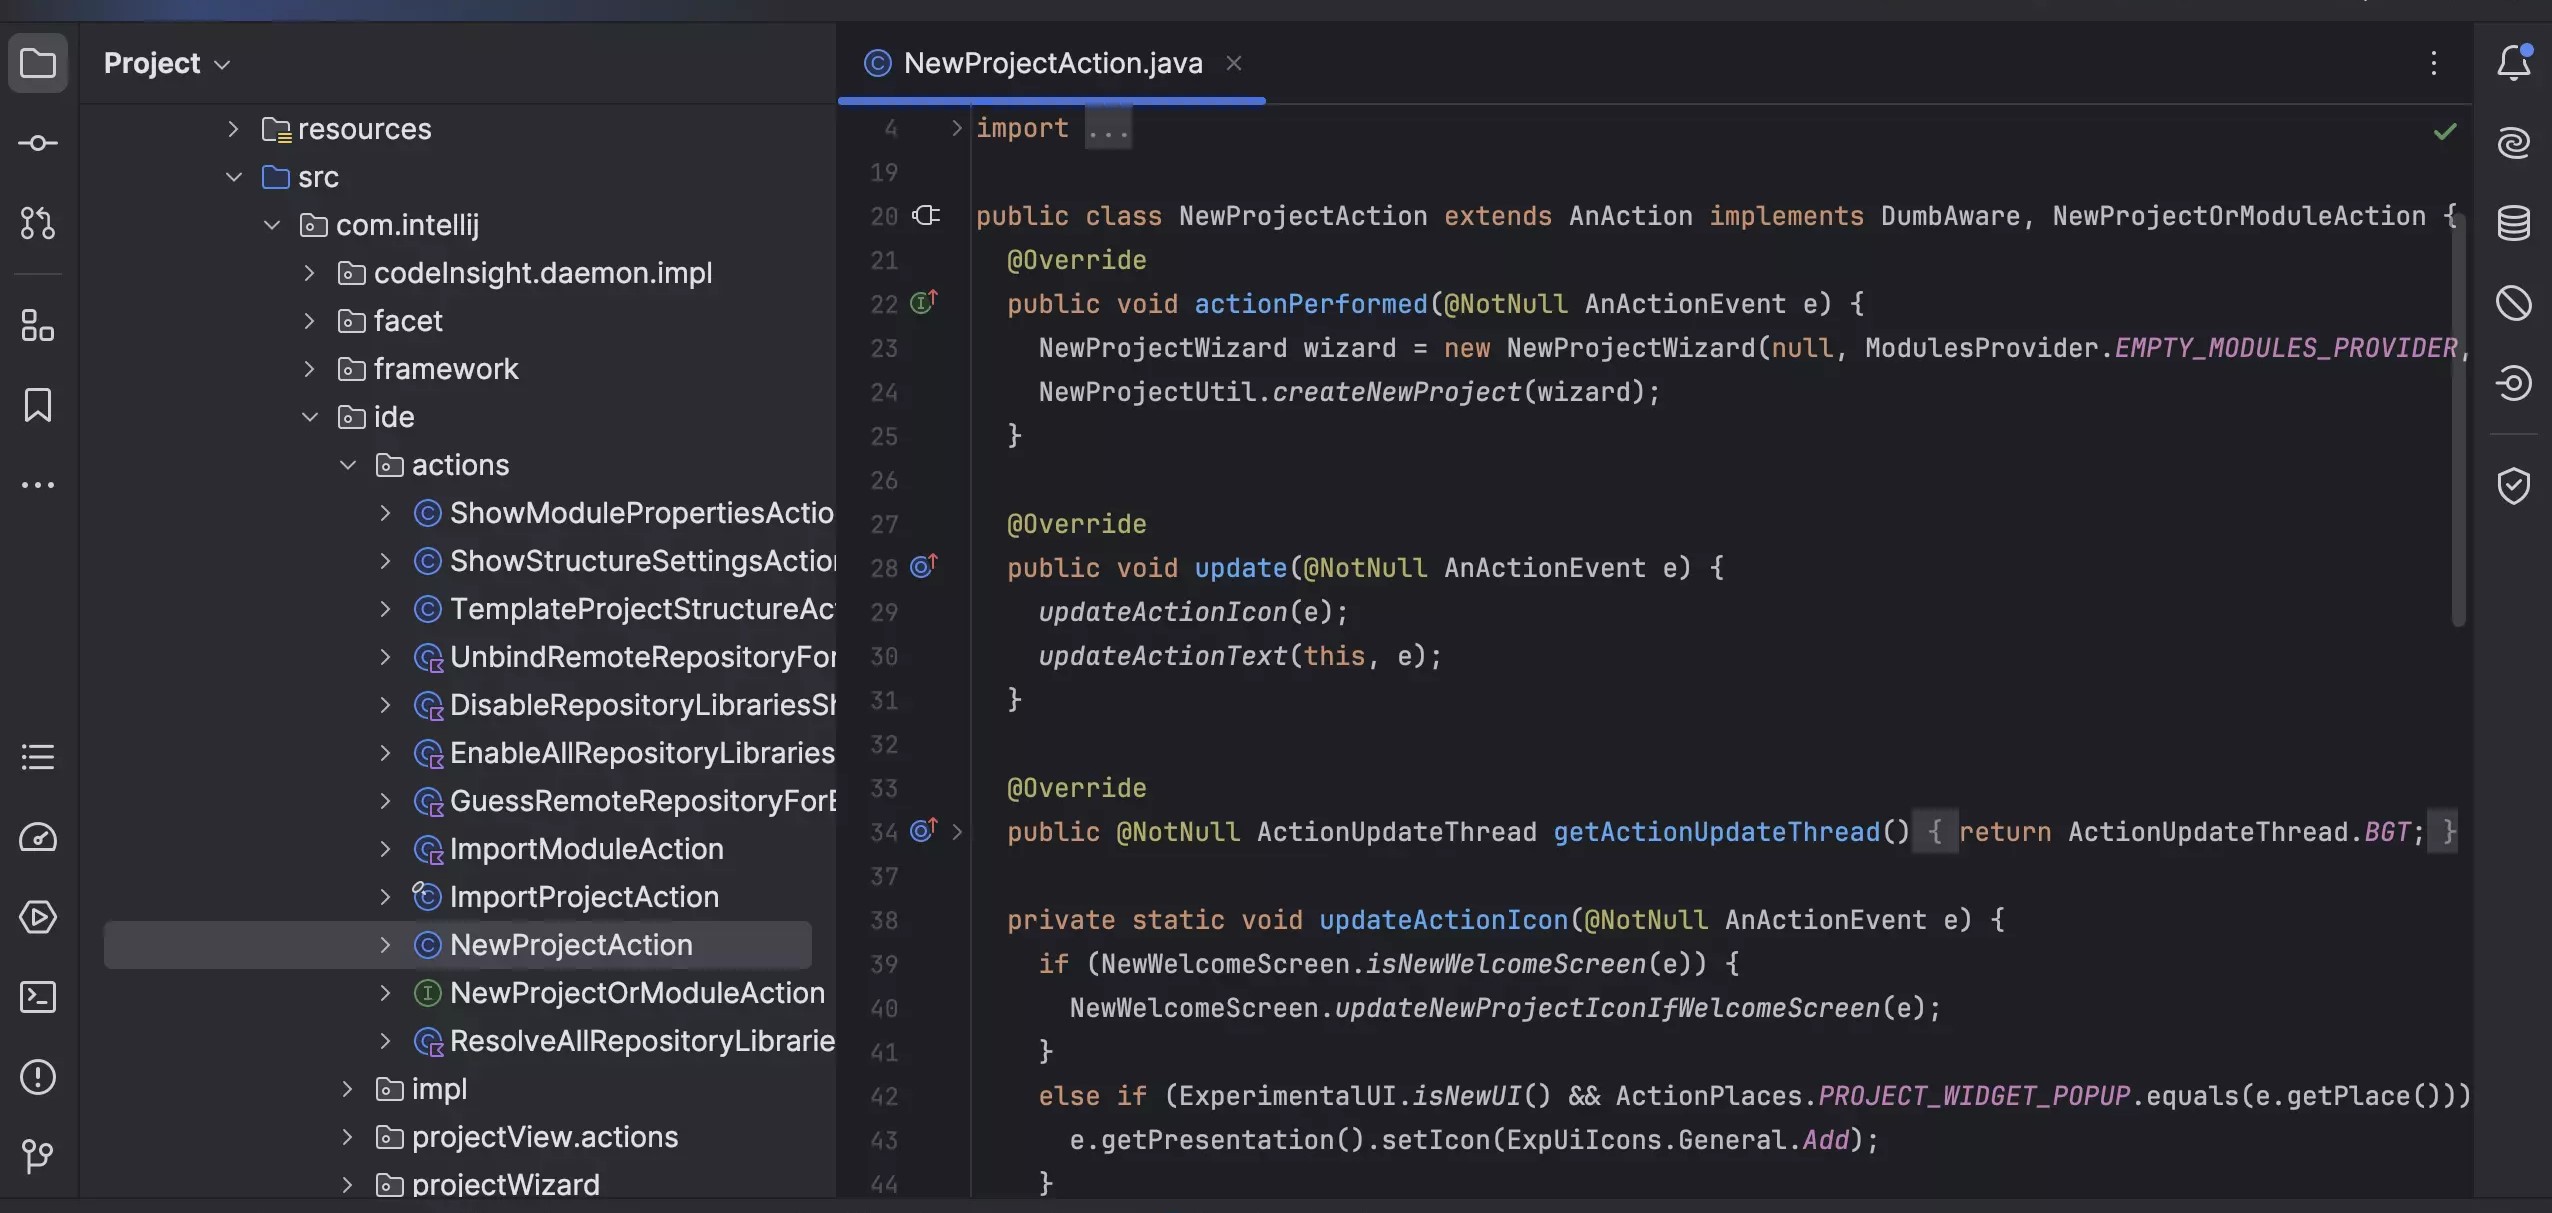 Project
resources
src
com.intellij
codeInsight.daemon.impl
facet
framework
ide
actions
ShowModulePropertiesActio
ShowStructureSettingsActio
TemplateProjectStructureAc
UnbindRemoteRepositoryFor
DisableRepositoryLibrariesSh
EnableAllRepositoryLibraries
GuessRemoteRepositoryForE
ImportModuleAction
ImportProjectAction
NewProjectAction
NewProjectOrModuleAction
ResolveAllRepositoryLibrarie
impl
projectView.actions
projectWizard
NewProjectAction.java
4 import ...
19
20 public class NewProjectAction extends AnAction implements DumbAware, NewProjectOrModuleAction {
21 @Override
22 public void actionPerformed(@NotNull AnActionEvent e) {
23 NewProjectWizard wizard = new NewProjectWizard(null, ModulesProvider.EMPTY_MODULES_PROVIDER,
24 NewProjectUtil.createNewProject(wizard);
25 }
26
27 @Override
28 public void update(@NotNull AnActionEvent e) {
29 updateActionIcon(e);
30 updateActionText(this, e);
31 }
32
33 @Override
34 public @NotNull ActionUpdateThread getActionUpdateThread() { return ActionUpdateThread.BGT; }
37
38 private static void updateActionIcon(@NotNull AnActionEvent e) {
39 if (NewWelcomeScreen.isNewWelcomeScreen(e)) {
40 NewWelcomeScreen.updateNewProjectIconIfWelcomeScreen(e);
41 }
42 else if (ExperimentalUI.isNewUI() && ActionPlaces.PROJECT_WIDGET_POPUP.equals(e.getPlace()))
43 e.getPresentation().setIcon(ExpUiIcons.General.Add);
44 }